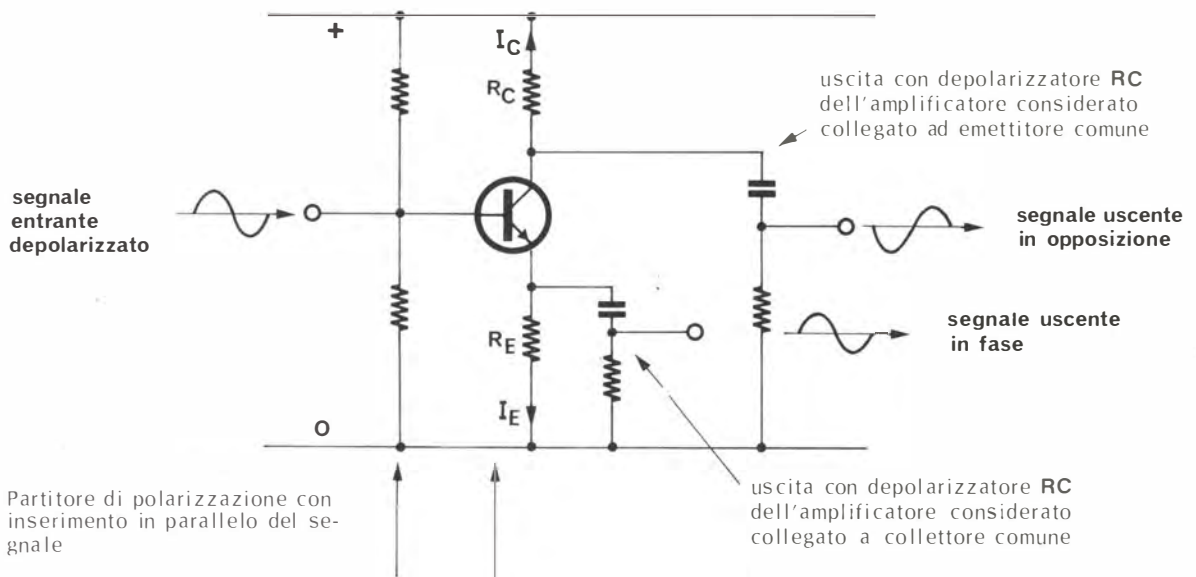 +
I_C
R_C
uscita con depolarizzatore RC
dell'amplificatore considerato
collegato ad emettitore comune
segnale
entrante
depolarizzato
segnale uscente
in opposizione
segnale uscente
in fase
R_E
I_E
O
Partitore di polarizzazione con
inserimento in parallelo del se-
gnale
uscita con depolarizzatore RC
dell'amplificatore considerato
collegato a collettore comune